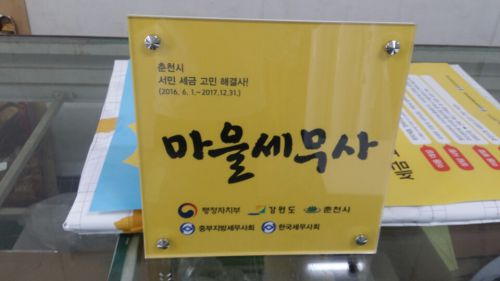 춘천시
서민 세금 고민 해결사!
(2016. 6. 1.~2017.12.31.)
마을세무사
행정자치부 강원도 춘천시
중부지방세무사회 한국세무사회